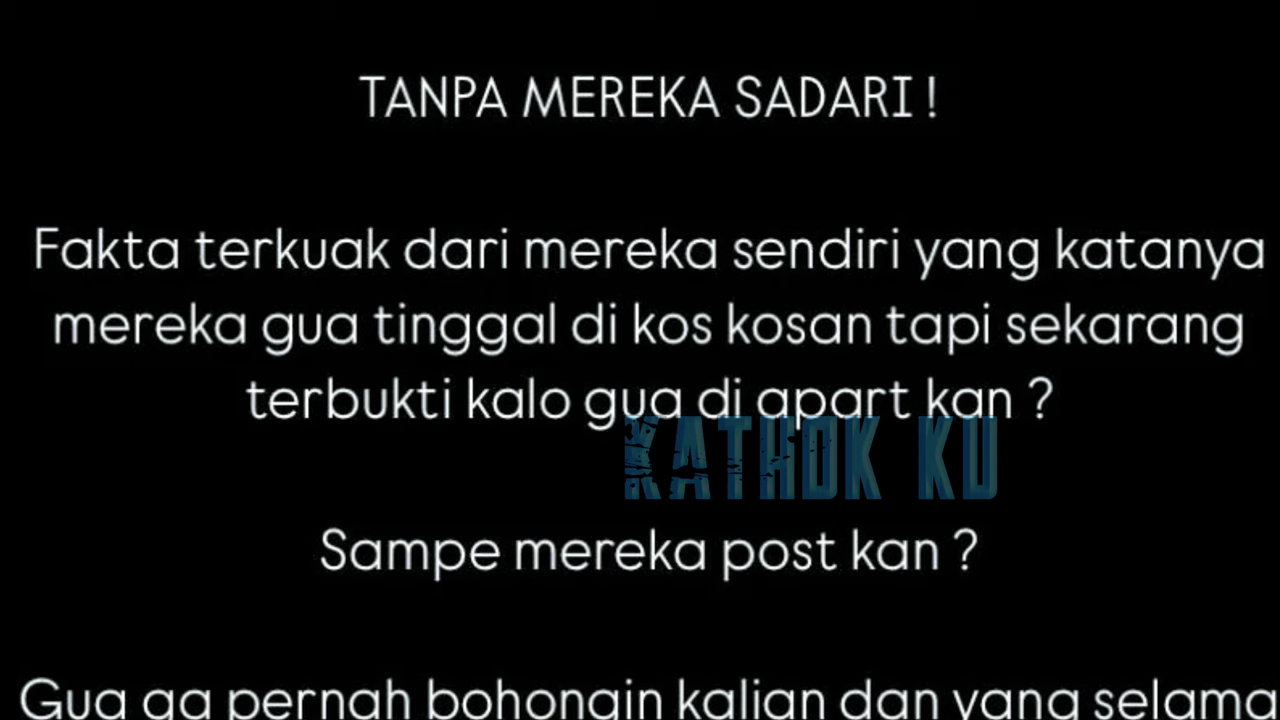 TANPA MEREKA SADARI !
Fakta terkuak dari mereka sendiri yang katanya
mereka gua tinggal di kos kosan tapi sekarang
terbukti kalo gua di apart kan ?
KATHOK KU
Sampe mereka post kan ?
Gua ga pernah bohongin kalian dan yang selama